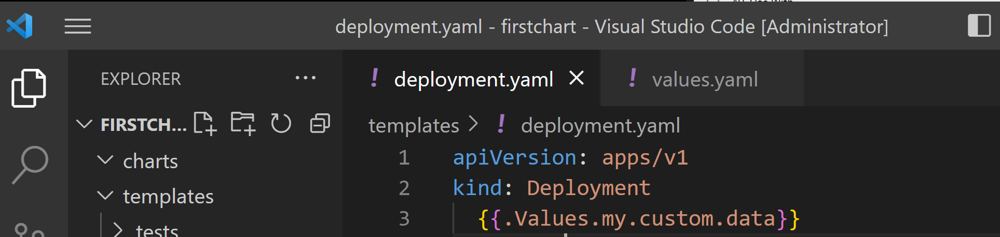 deployment.yaml - firstchart - Visual Studio Code [Administrator]
EXPLORER
FIRSTCH...
charts
templates
tests
! deployment.yaml
! values.yaml
templates > ! deployment.yaml
1 apiVersion: apps/v1
2 kind: Deployment
3 {{.Values.my.custom.data}}